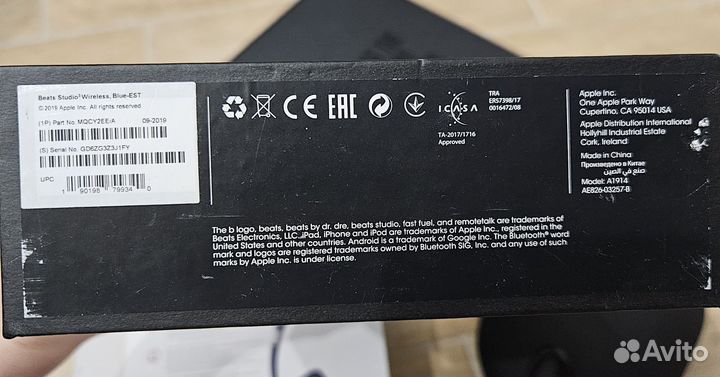 Beats Studio³ Wireless, Blue-EST
© 2019 Apple Inc. All rights reserved
(1P) Part No. MQCY2EE/A 09-2019
(S) Serial No. GD6ZG3Z3J1FY
UPC
1 90198 79934 0
CE EAC
ICASA
TA-2017/1716
Approved
TRA
ER57398/17
0016472/08
Apple Inc.
One Apple Park Way
Cupertino, CA 95014 USA
Apple Distribution International
Hollyhill Industrial Estate
Cork, Ireland
Made in China
Произведено в Китае
صنع في الصين
Model: A1914
AE826-03257-B
The b logo, beats, beats by dr. dre, beats studio, fast fuel, and remotetalk are trademarks of
Beats Electronics, LLC. iPad, iPhone and iPod are trademarks of Apple Inc., registered in the
United States and other countries. Android is a trademark of Google Inc. The Bluetooth® word
mark and logos are registered trademarks owned by Bluetooth SIG, Inc. and any use of such
marks by Apple Inc. is under license.
Avito